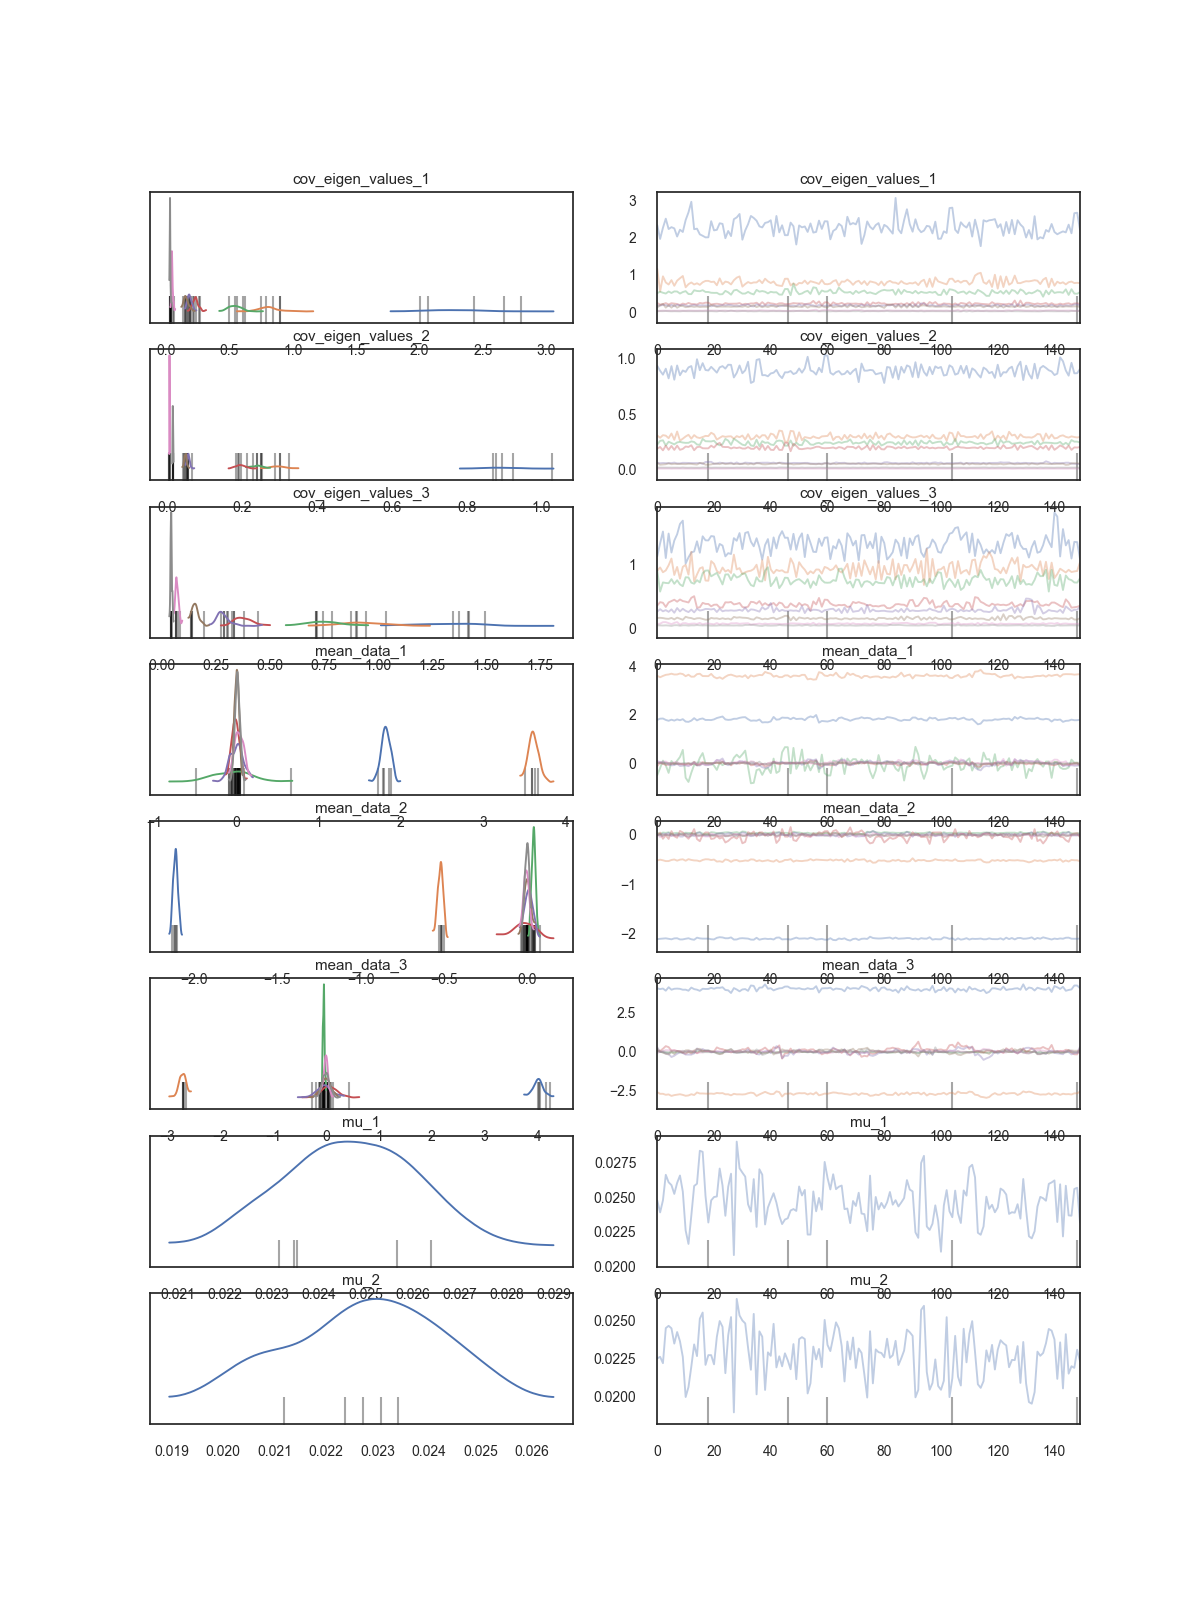 cov_eigen_values_1 cov_eigen_values_1
3
2
1
0
0.0 0.5 1.0 1.5 2.0 2.5 3.0 0 20 40 60 80 100 120 140
cov_eigen_values_2 cov_eigen_values_2
1.0
0.5
0.0
0.0 0.2 0.4 0.6 0.8 1.0 0 20 40 60 80 100 120 140
cov_eigen_values_3 cov_eigen_values_3
1
0
0.00 0.25 0.50 0.75 1.00 1.25 1.50 1.75 0 20 40 60 80 100 120 140
mean_data_1 mean_data_1
4
2
0
−1 0 1 2 3 4 0 20 40 60 80 100 120 140
mean_data_2 mean_data_2
0
−1
−2
−2.0 −1.5 −1.0 −0.5 0.0 0 20 40 60 80 100 120 140
mean_data_3 mean_data_3
2.5
0.0
−2.5
−3 −2 −1 0 1 2 3 4 0 20 40 60 80 100 120 140
mu_1 mu_1
0.0275
0.0250
0.0225
0.0200
0.021 0.022 0.023 0.024 0.025 0.026 0.027 0.028 0.029 0 20 40 60 80 100 120 140
mu_2 mu_2
0.0250
0.0225
0.0200
0.019 0.020 0.021 0.022 0.023 0.024 0.025 0.026 0 20 40 60 80 100 120 140